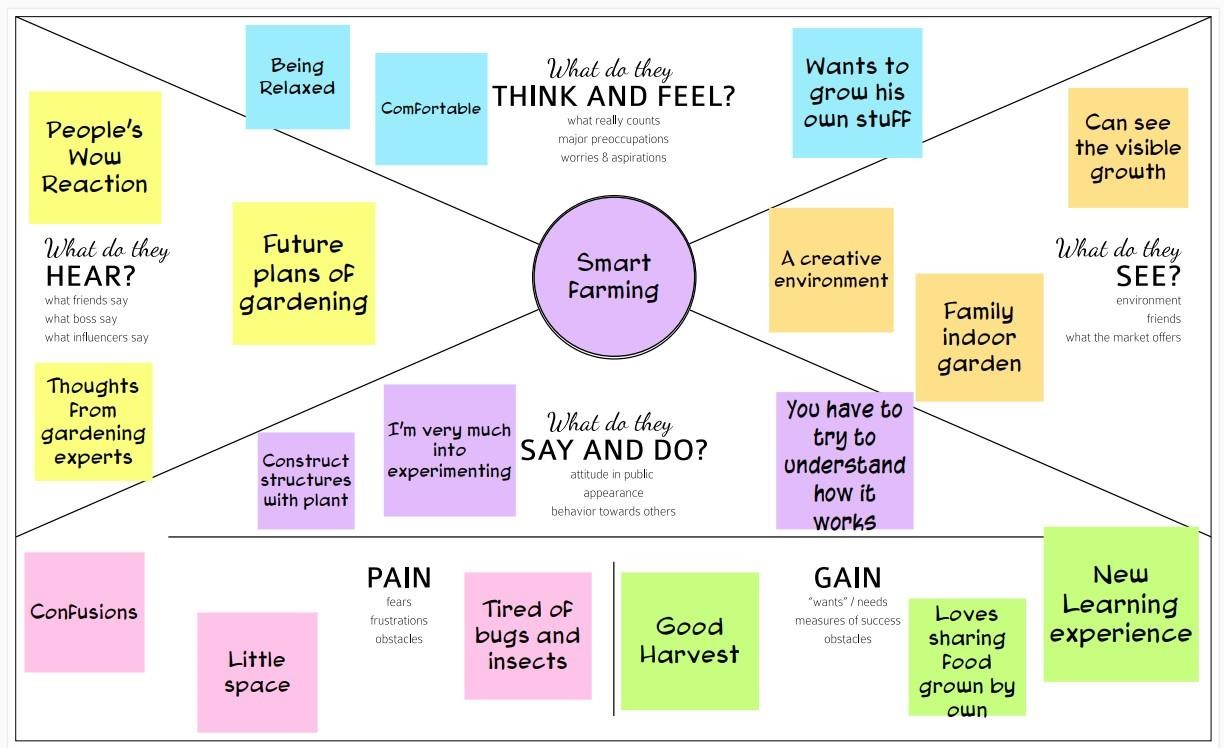 Being
Relaxed
Comfortable
What do they
THINK AND FEEL?
what really counts
major preoccupations
worries & aspirations
Wants to
grow his
own stuff
People's
Wow
Reaction
What do they
HEAR?
what friends say
what boss say
what influencers say
Future
plans of
gardening
Thoughts
from
gardening
experts
Smart
farming
Can see
the visible
growth
What do they
SEE?
environment
friends
what the market offers
A creative
environment
Family
indoor
garden
Construct
structures
with plant
I'm very much
into
experimenting
What do they
SAY AND DO?
attitude in public
appearance
behavior towards others
You have to
try to
understand
how it
works
Confusions
Little
space
PAIN
fears
frustrations
obstacles
Tired of
bugs and
insects
Good
Harvest
GAIN
"wants" / needs
measures of success
obstacles
Loves
sharing
food
grown by
own
New
Learning
experience